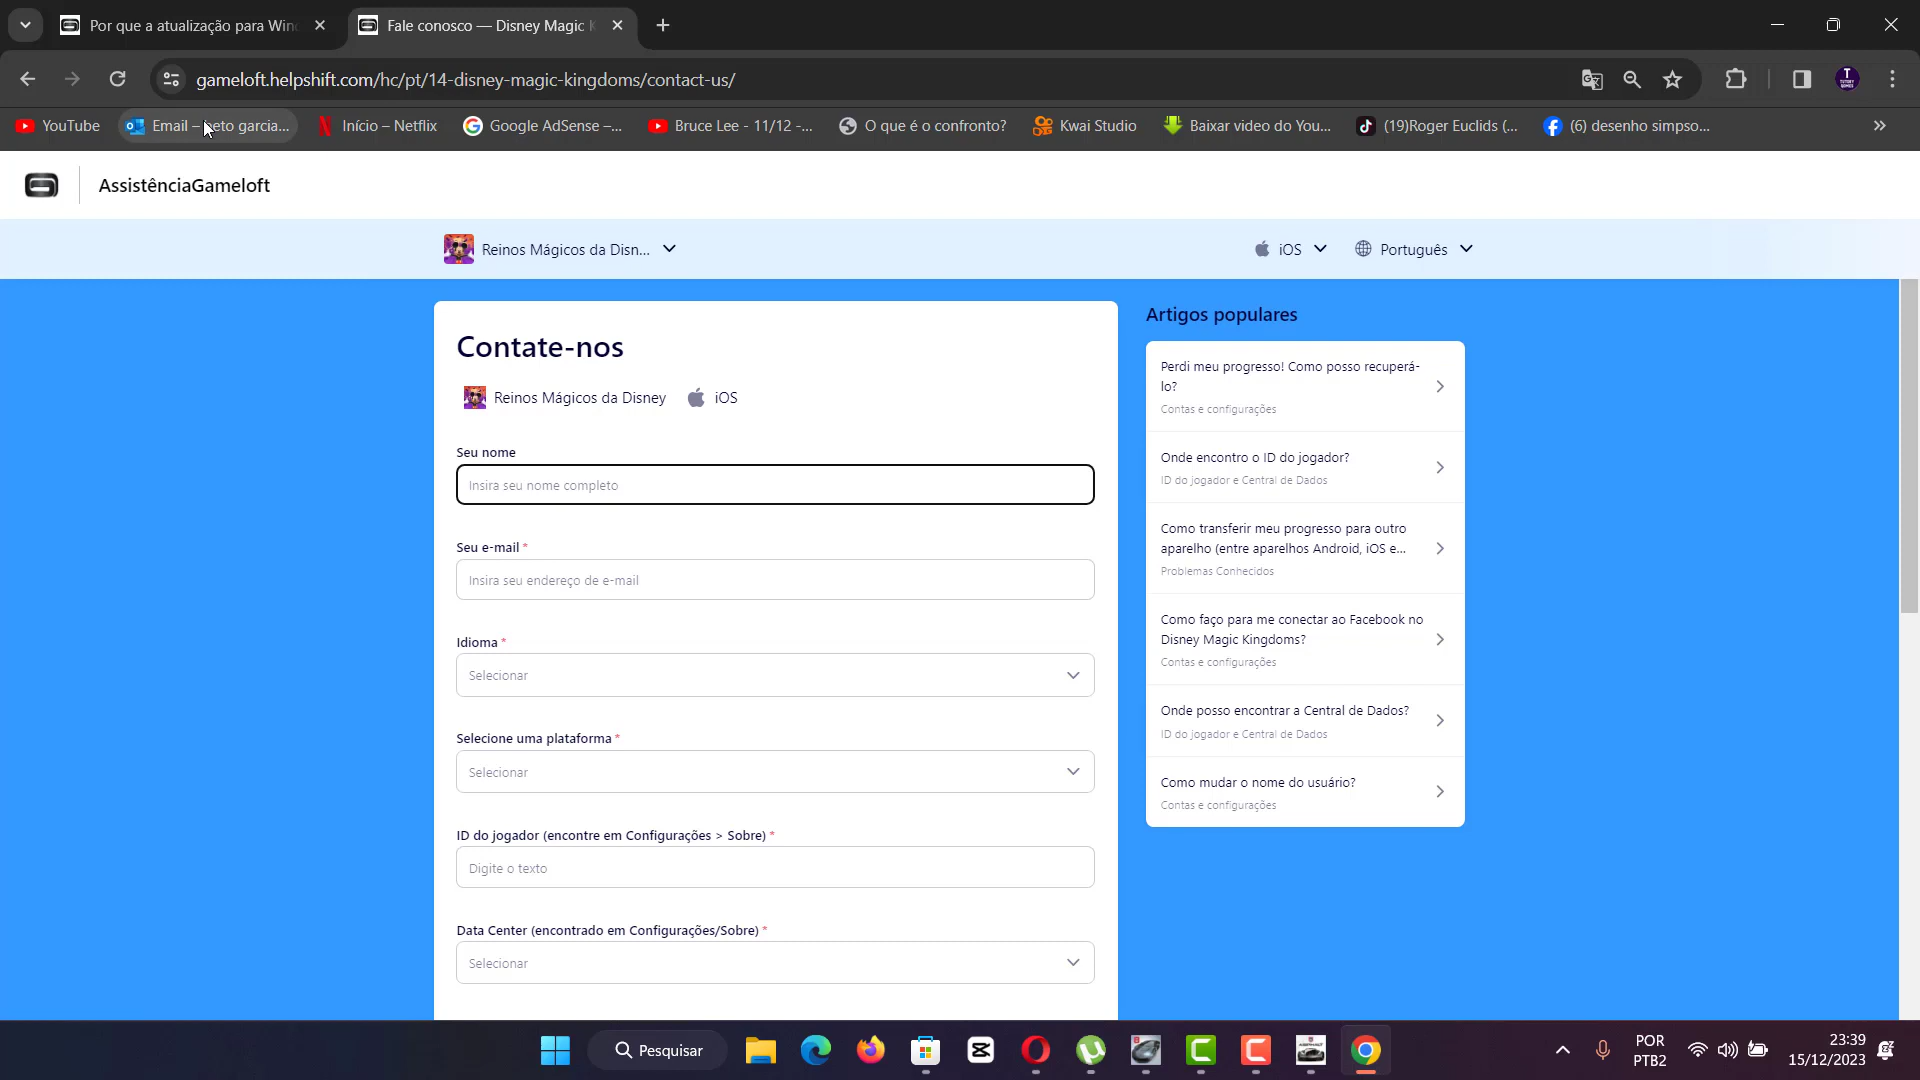 Por que a atualização para Win
Fale conosco — Disney Magic K
gameloft.helpshift.com/hc/pt/14-disney-magic-kingdoms/contact-us/
YouTube
Email – neto garcia...
Início – Netflix
Google AdSense –...
Bruce Lee - 11/12 -...
O que é o confronto?
Kwai Studio
Baixar video do You...
(19)Roger Euclids (...
(6) desenho simpso...
AssistênciaGameloft
Reinos Mágicos da Disn...
iOS
Português
Contate-nos
Reinos Mágicos da Disney
iOS
Seu nome
Insira seu nome completo
Seu e-mail *
Insira seu endereço de e-mail
Idioma *
Selecionar
Selecione uma plataforma *
Selecionar
ID do jogador (encontre em Configurações > Sobre) *
Digite o texto
Data Center (encontrado em Configurações/Sobre) *
Selecionar
Artigos populares
Perdi meu progresso! Como posso recuperá-
lo?
Contas e configurações
Onde encontro o ID do jogador?
ID do jogador e Central de Dados
Como transferir meu progresso para outro
aparelho (entre aparelhos Android, iOS e...
Problemas Conhecidos
Como faço para me conectar ao Facebook no
Disney Magic Kingdoms?
Contas e configurações
Onde posso encontrar a Central de Dados?
ID do jogador e Central de Dados
Como mudar o nome do usuário?
Contas e configurações
Pesquisar
POR
PTB2
23:39
15/12/2023